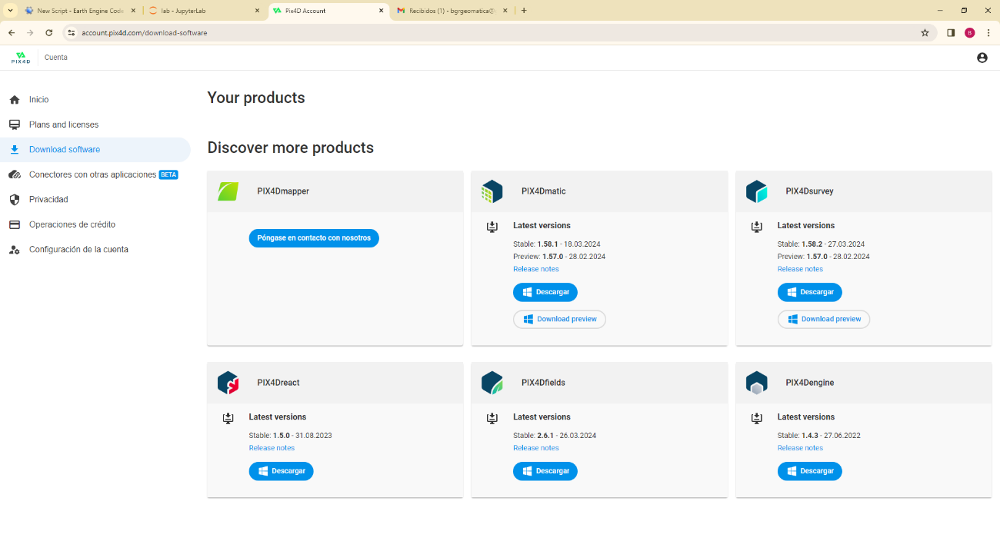 New Script - Earth Engine Code
lab - JupyterLab
Pix4D Account
Recibidos (1) - bgrgeomatica@
account.pix4d.com/download-software
B
PIX4D
Cuenta
Inicio
Plans and licenses
Download software
Conectores con otras aplicaciones BETA
Privacidad
Operaciones de crédito
Configuración de la cuenta
Your products
Discover more products
PIX4Dmapper
Póngase en contacto con nosotros
PIX4Dmatic
Latest versions
Stable: 1.58.1 - 18.03.2024
Preview: 1.57.0 - 28.02.2024
Release notes
Descargar
Download preview
PIX4Dsurvey
Latest versions
Stable: 1.58.2 - 27.03.2024
Preview: 1.57.0 - 28.02.2024
Release notes
Descargar
Download preview
PIX4Dreact
Latest versions
Stable: 1.5.0 - 31.08.2023
Release notes
Descargar
PIX4Dfields
Latest versions
Stable: 2.6.1 - 26.03.2024
Release notes
Descargar
PIX4Dengine
Latest versions
Stable: 1.4.3 - 27.06.2022
Release notes
Descargar